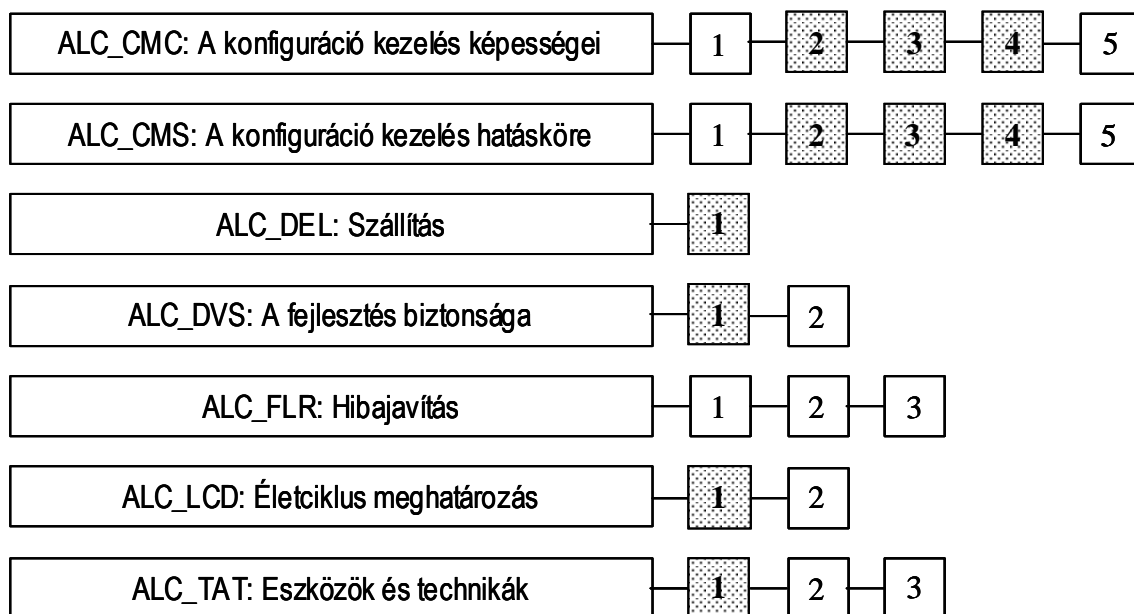 ALC_CMC: A konfiguráció kezelés képességei 1 2 3 4 5
ALC_CMS: A konfiguráció kezelés hatásköre 1 2 3 4 5
ALC_DEL: Szállítás 1
ALC_DVS: A fejlesztés biztonsága 1 2
ALC_FLR: Hibajavítás 1 2 3
ALC_LCD: Életciklus meghatározás 1 2
ALC_TAT: Eszközök és technikák 1 2 3